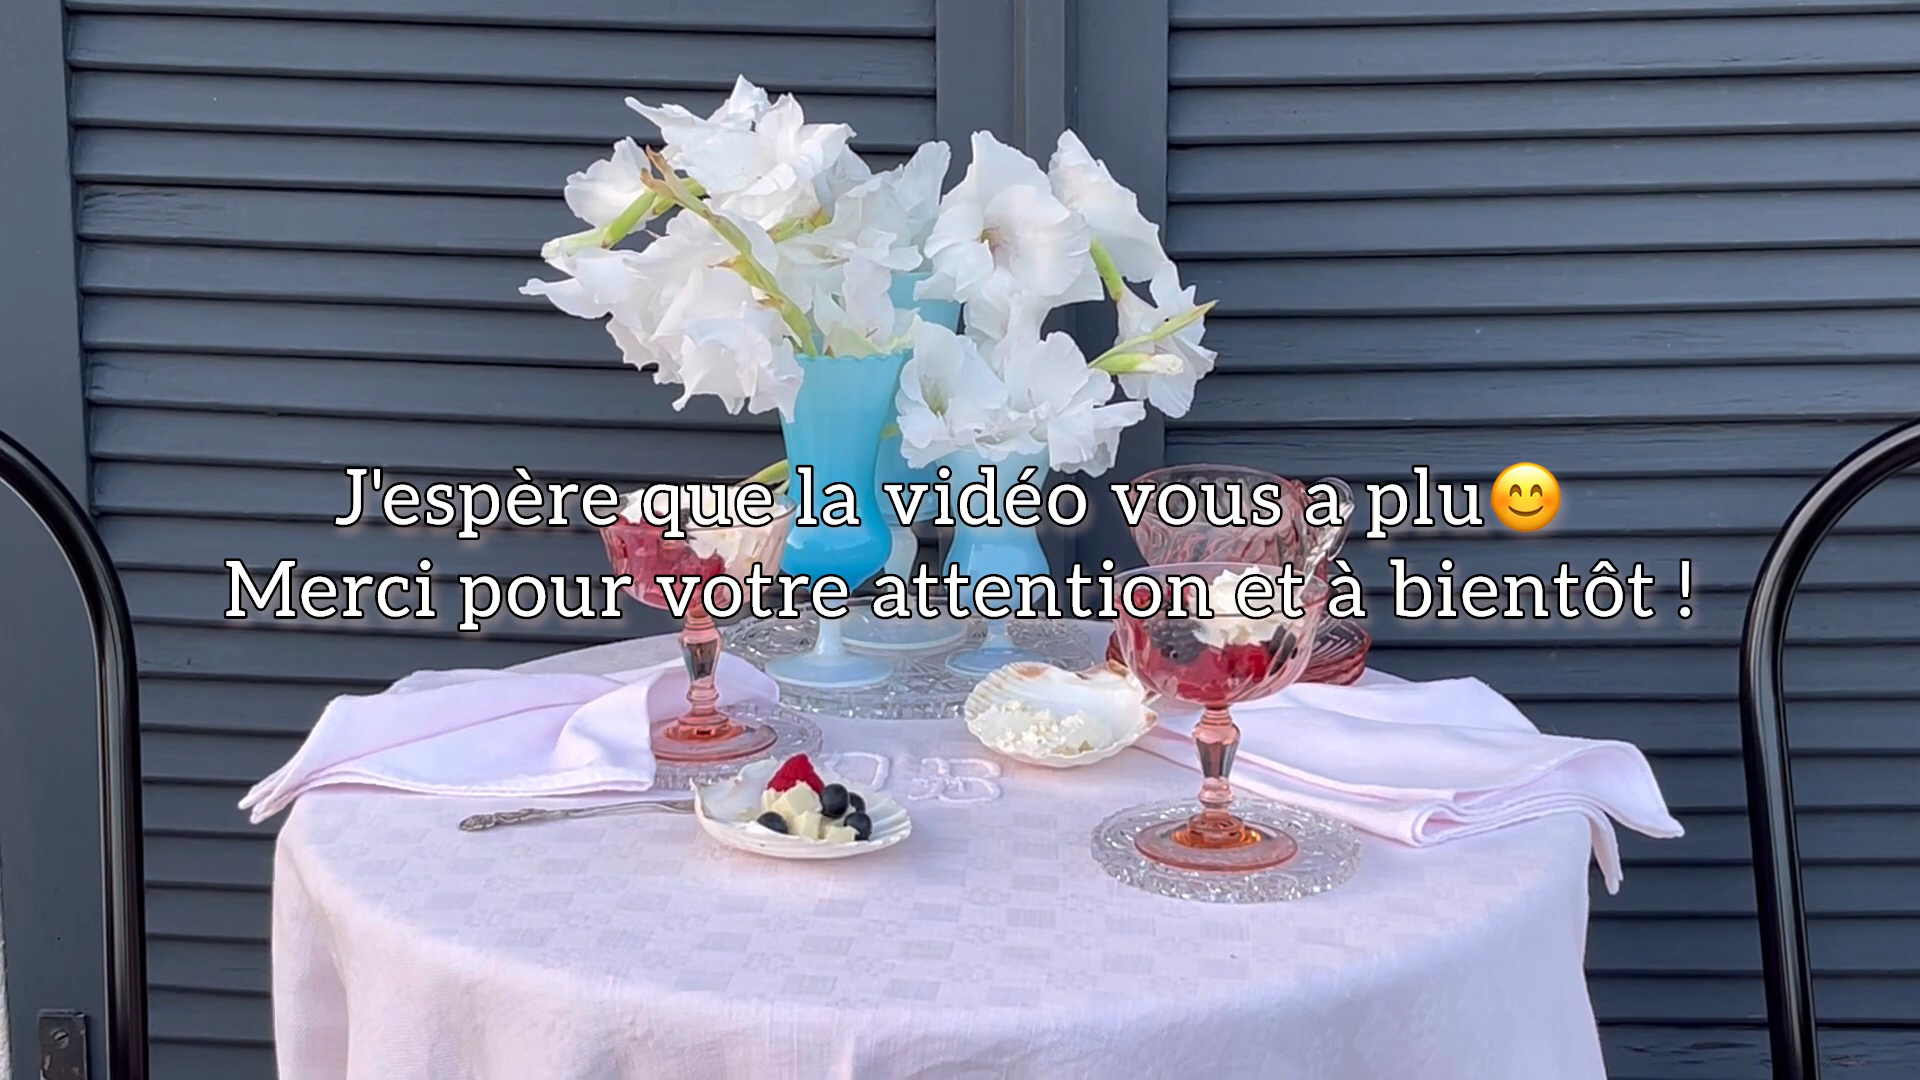 J'espère que la vidéo vous a plu😊
Merci pour votre attention et à bientôt !